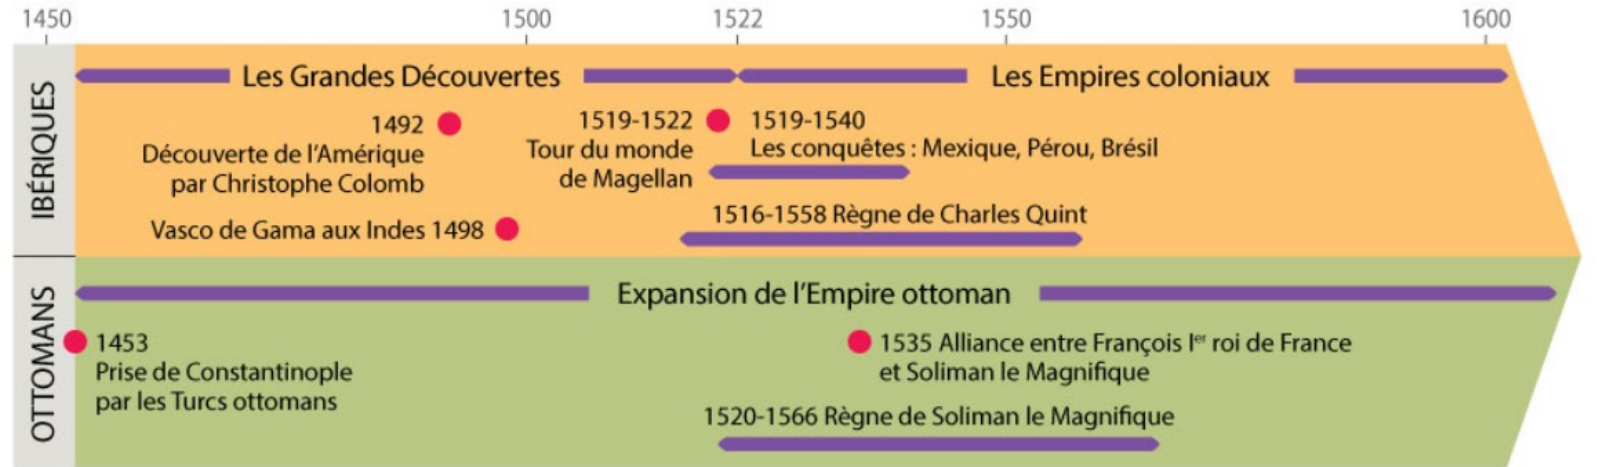 1450 1500 1522 1550 1600
IBÉRIQUES
Les Grandes Découvertes
Les Empires coloniaux
1492
Découverte de l'Amérique
par Christophe Colomb
1519-1522
Tour du monde
de Magellan
1519-1540
Les conquêtes : Mexique, Pérou, Brésil
Vasco de Gama aux Indes 1498
1516-1558 Règne de Charles Quint
OTTOMANS
Expansion de l'Empire ottoman
1453
Prise de Constantinople
par les Turcs ottomans
1535 Alliance entre François Ier roi de France
et Soliman le Magnifique
1520-1566 Règne de Soliman le Magnifique